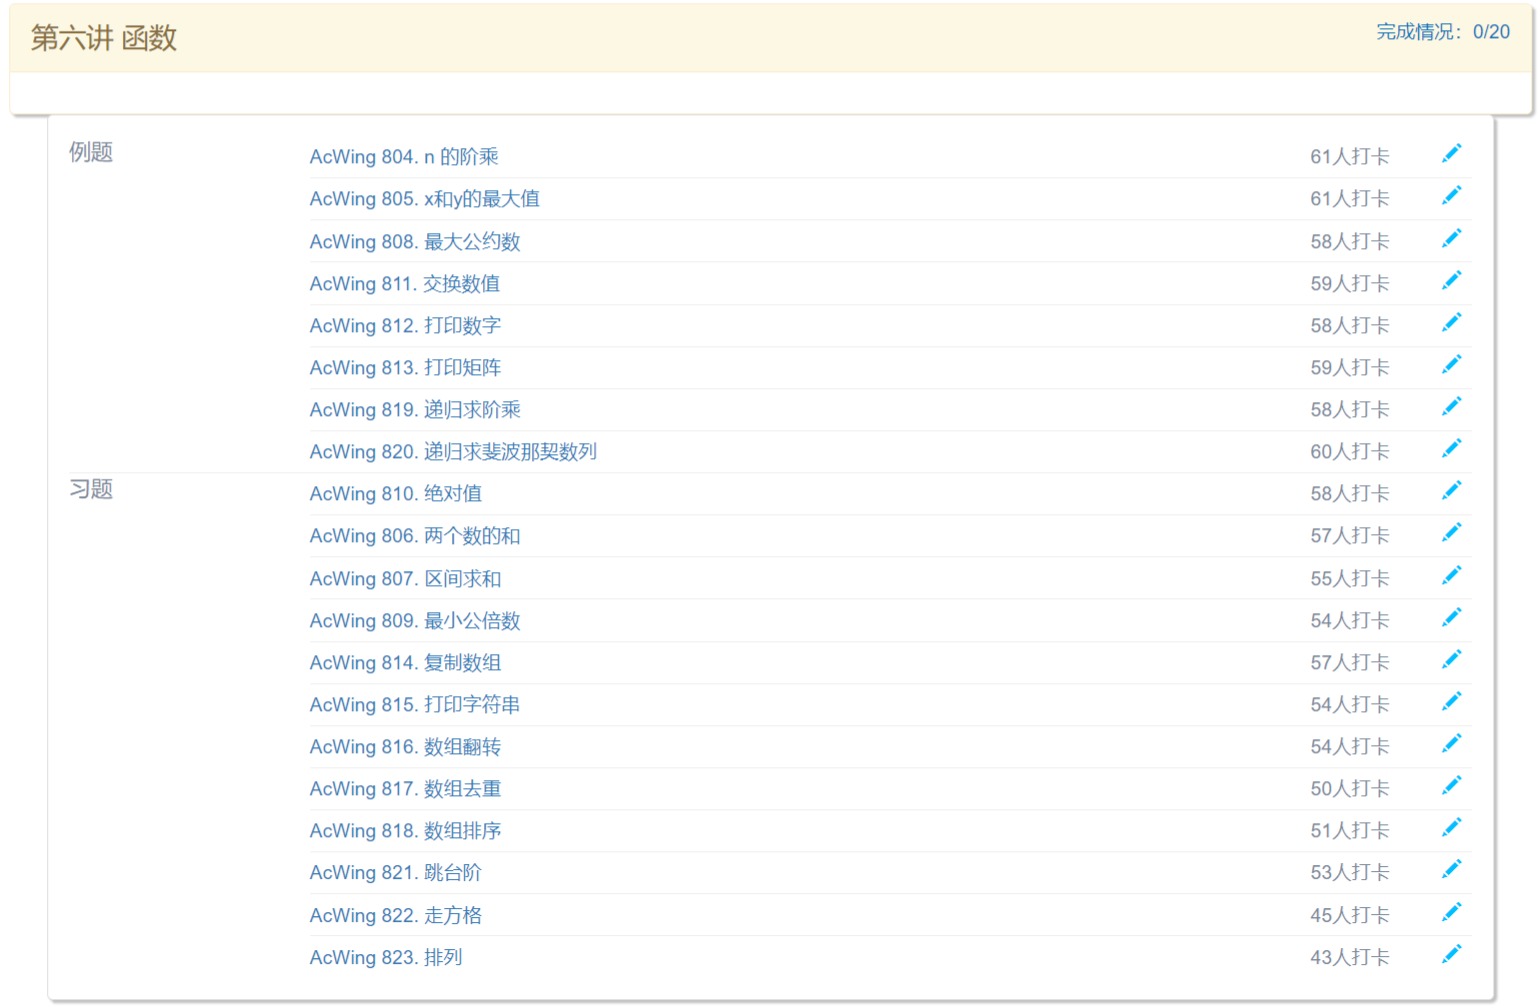 第六讲 函数
完成情况：0/20
例题
AcWing 804. n 的阶乘 61人打卡
AcWing 805. x和y的最大值 61人打卡
AcWing 808. 最大公约数 58人打卡
AcWing 811. 交换数值 59人打卡
AcWing 812. 打印数字 58人打卡
AcWing 813. 打印矩阵 59人打卡
AcWing 819. 递归求阶乘 58人打卡
AcWing 820. 递归求斐波那契数列 60人打卡
习题
AcWing 810. 绝对值 58人打卡
AcWing 806. 两个数的和 57人打卡
AcWing 807. 区间求和 55人打卡
AcWing 809. 最小公倍数 54人打卡
AcWing 814. 复制数组 57人打卡
AcWing 815. 打印字符串 54人打卡
AcWing 816. 数组翻转 54人打卡
AcWing 817. 数组去重 50人打卡
AcWing 818. 数组排序 51人打卡
AcWing 821. 跳台阶 53人打卡
AcWing 822. 走方格 45人打卡
AcWing 823. 排列 43人打卡